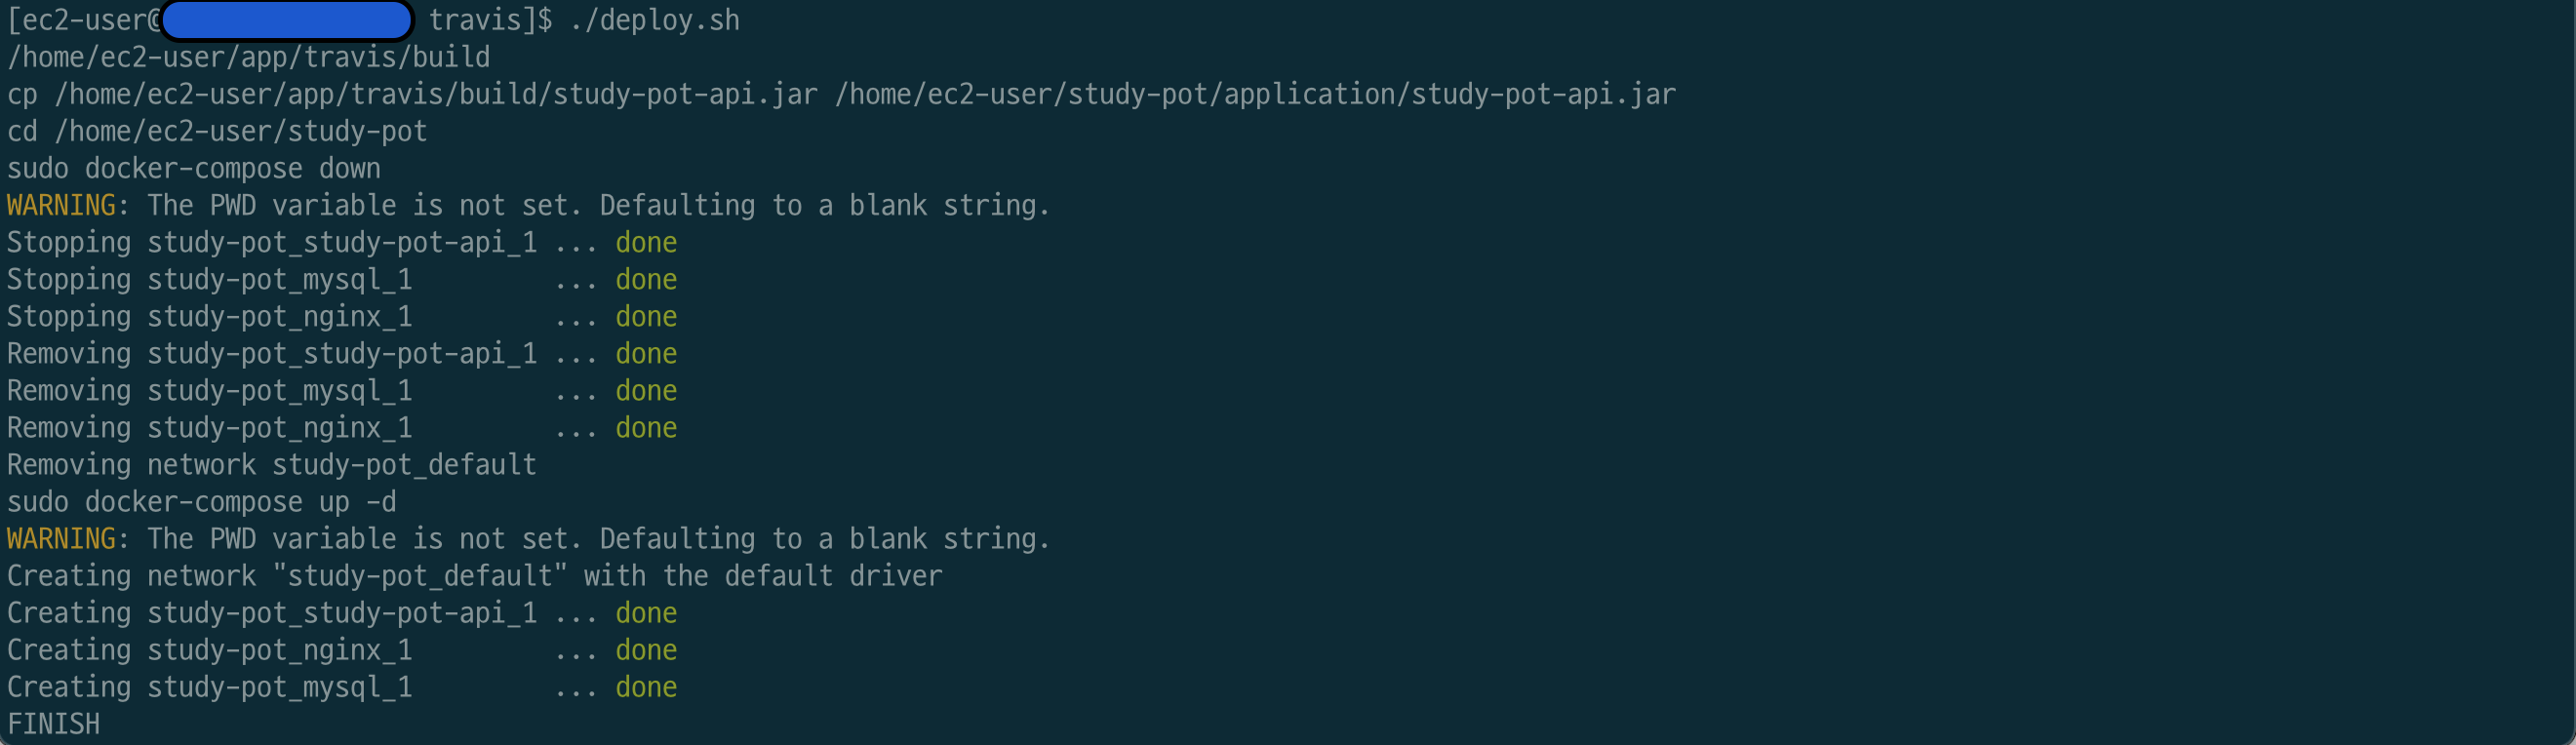 [ec2-user@ travis]$ ./deploy.sh
/home/ec2-user/app/travis/build
cp /home/ec2-user/app/travis/build/study-pot-api.jar /home/ec2-user/study-pot/application/study-pot-api.jar
cd /home/ec2-user/study-pot
sudo docker-compose down
WARNING: The PWD variable is not set. Defaulting to a blank string.
Stopping study-pot_study-pot-api_1 ... done
Stopping study-pot_mysql_1         ... done
Stopping study-pot_nginx_1         ... done
Removing study-pot_study-pot-api_1 ... done
Removing study-pot_mysql_1         ... done
Removing study-pot_nginx_1         ... done
Removing network study-pot_default
sudo docker-compose up -d
WARNING: The PWD variable is not set. Defaulting to a blank string.
Creating network "study-pot_default" with the default driver
Creating study-pot_study-pot-api_1 ... done
Creating study-pot_nginx_1         ... done
Creating study-pot_mysql_1         ... done
FINISH